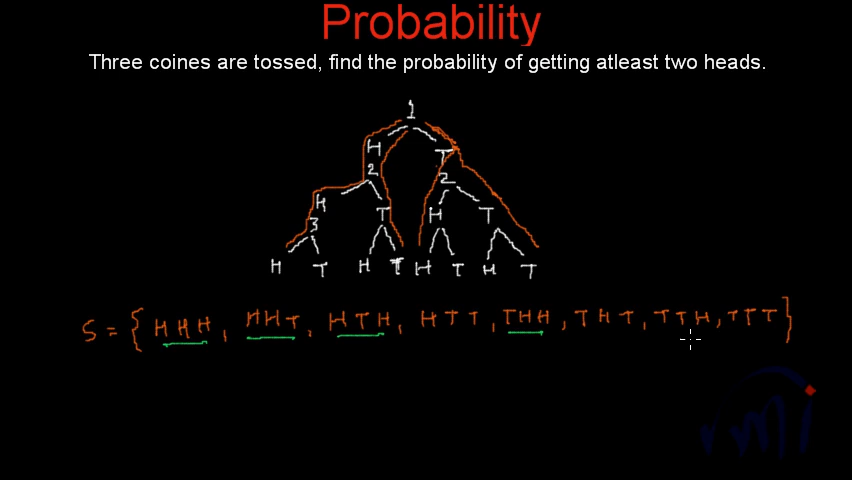 Probability
Three coines are tossed, find the probability of getting atleast two heads.
1
H T
2 2
H T H T
3
H T H T H T H T
S = { HHH, HHT, HTH, HTT, THH, THT, TTH, TTT }
rmi